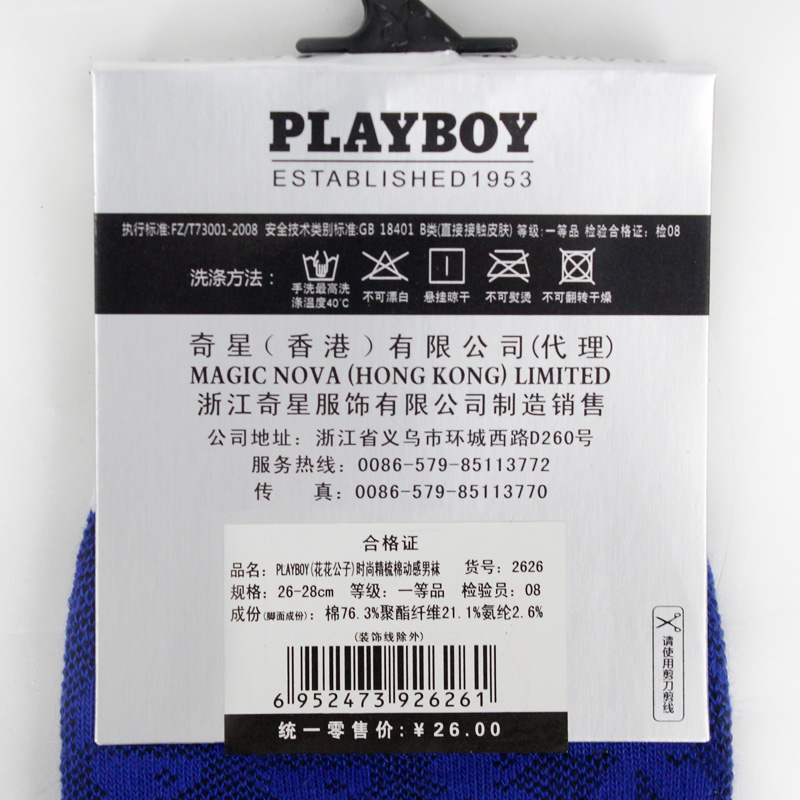 PLAYBOY
ESTABLISHED1953
执行标准:FZ/T73001-2008 安全技术类别标准:GB 18401 B类(直接接触皮肤) 等级:一等品 检验合格证：检08
洗涤方法：
手洗最高洗涤温度40℃ 不可漂白 悬挂晾干 不可熨烫 不可翻转干燥
奇星（香港）有限公司(代理)
MAGIC NOVA (HONG KONG) LIMITED
浙江奇星服饰有限公司制造销售
公司地址：浙江省义乌市环城西路D260号
服务热线：0086-579-85113772
传 真：0086-579-85113770
合格证
品名：PLAYBOY(花花公子)时尚精梳棉动感男袜 货号：2626
规格：26-28cm 等级：一等品 检验员：08
成份(脚面成份)：棉76.3%聚酯纤维21.1%氨纶2.6%
(装饰线除外)
6 952473 926261
统一零售价:¥26.00
请使用剪刀剪线